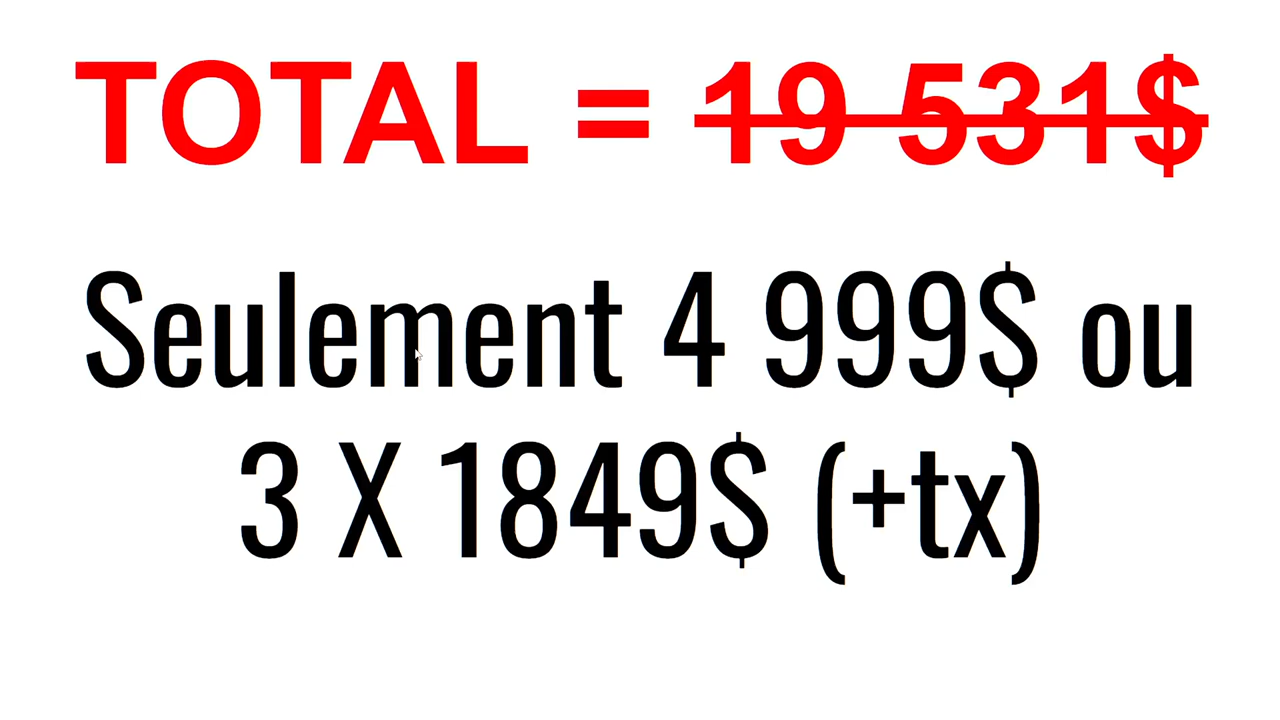 TOTAL = 19 531$
Seulement 4 999$ ou
3 X 1849$ (+tx)